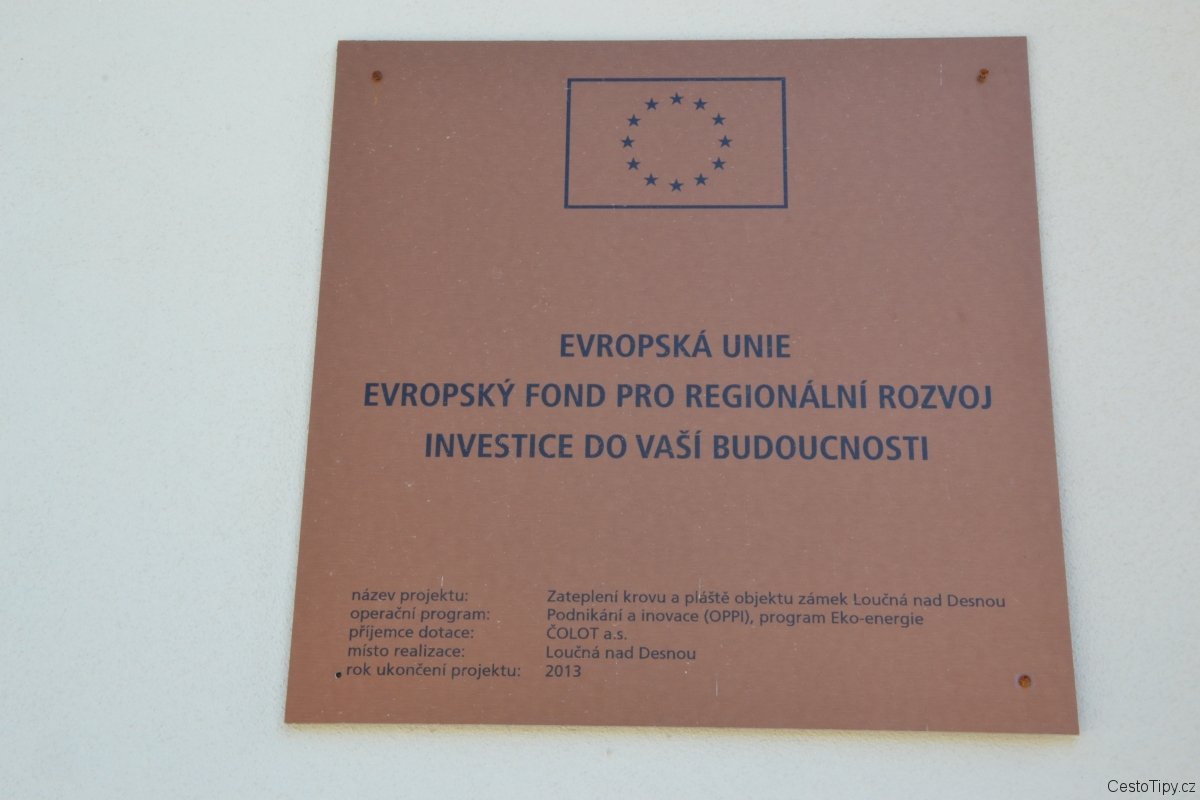 EVROPSKÁ UNIE
EVROPSKÝ FOND PRO REGIONÁLNÍ ROZVOJ
INVESTICE DO VAŠÍ BUDOUCNOSTI
název projektu: Zateplení krovu a pláště objektu zámek Loučná nad Desnou
operační program: Podnikání a inovace (OPPI), program Eko-energie
příjemce dotace: ČOLOT a.s.
místo realizace: Loučná nad Desnou
rok ukončení projektu: 2013
CestoTipy.cz